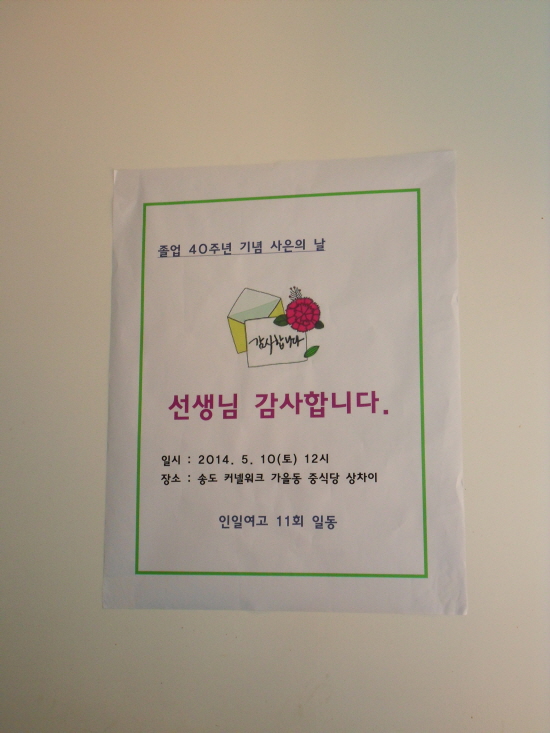 졸업 40주년 기념 사은의 날
감사합니다
선생님 감사합니다.
일시 : 2014. 5. 10(토) 12시
장소 : 송도 커넬워크 가을동 중식당 상차이
인일여고 11회 일동